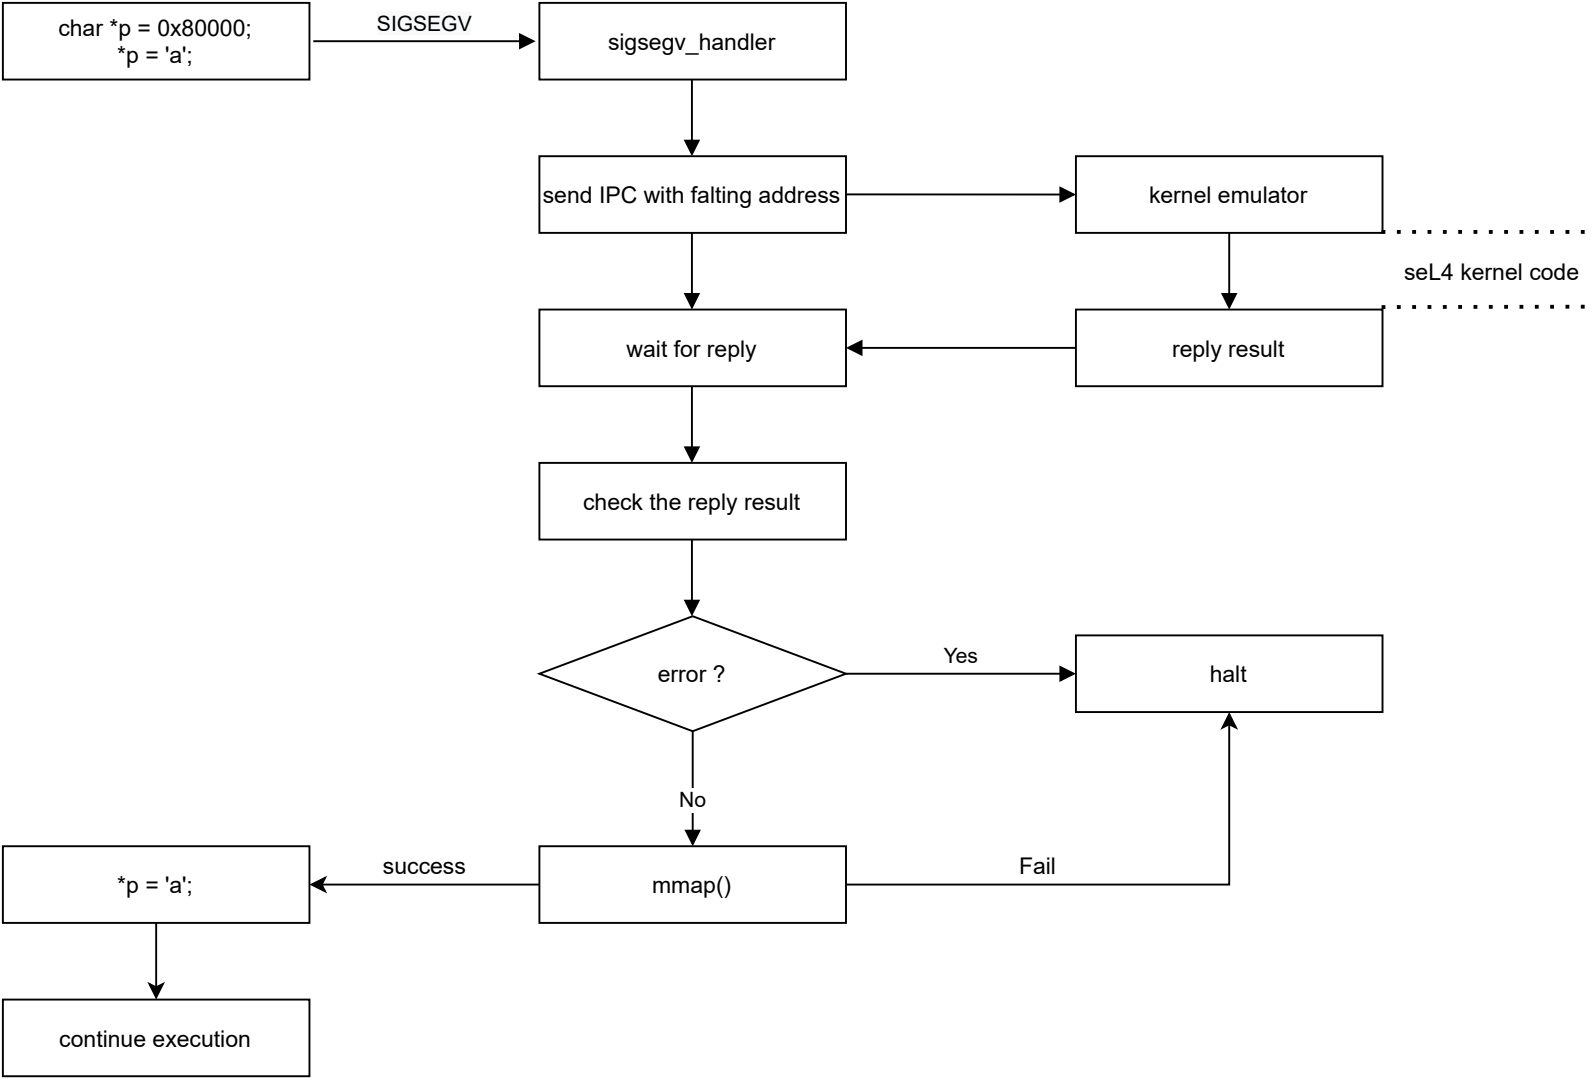 char *p = 0x80000;
*p = 'a';
SIGSEGV
sigsegv_handler
send IPC with falting address
kernel emulator
seL4 kernel code
wait for reply
reply result
check the reply result
error ?
Yes
halt
No
*p = 'a';
success
mmap()
Fail
continue execution